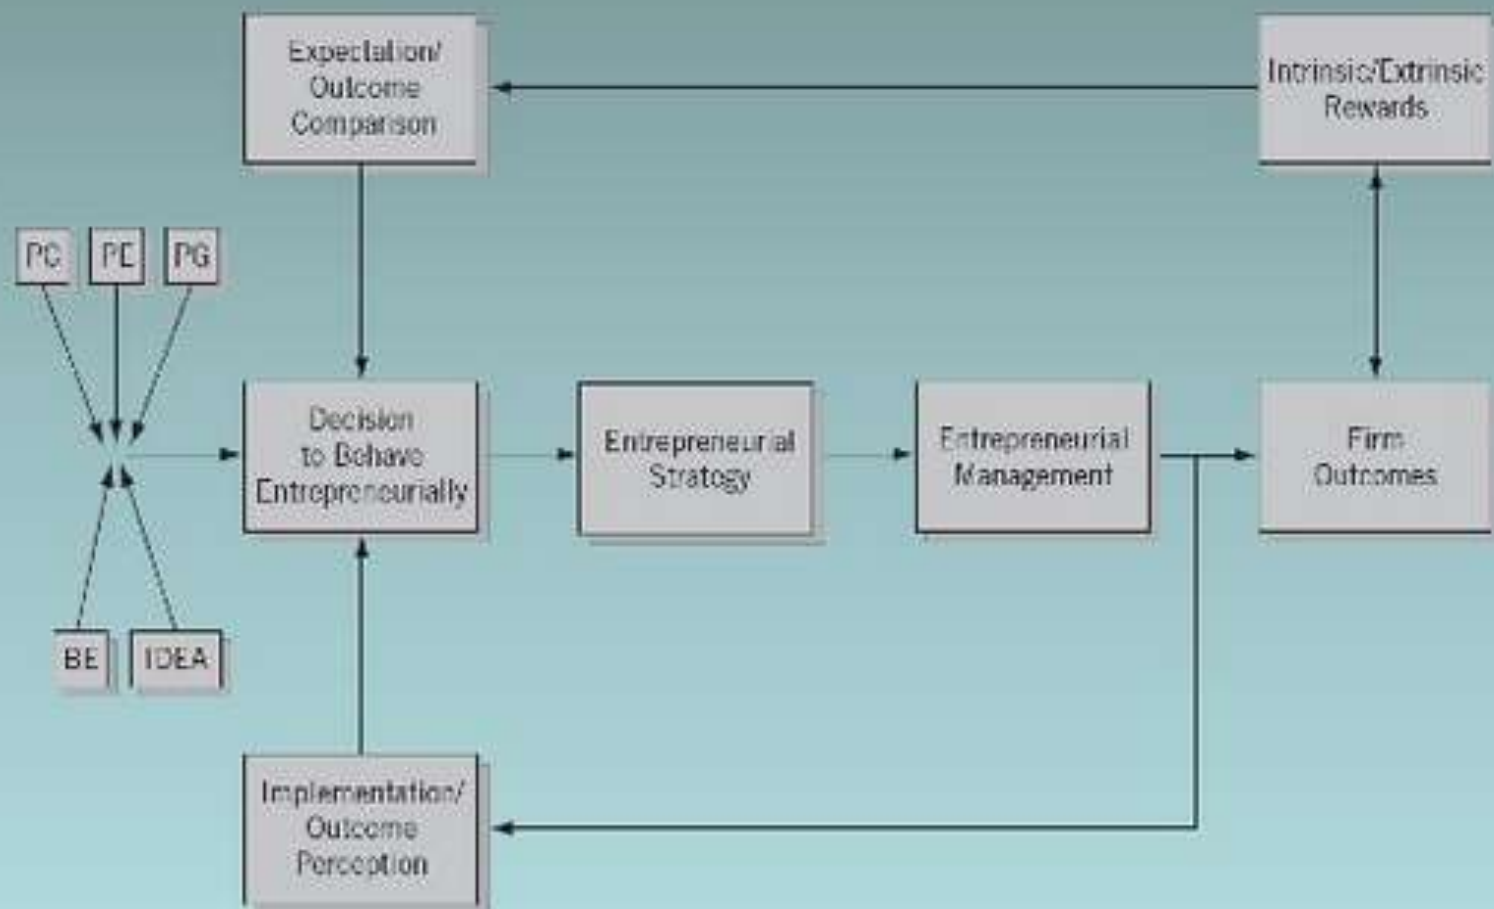 Expectation/
Outcome
Comparison
Intrinsic/Extrinsic
Rewards
PC
PE
PG
Decision
to Behave
Entrepreneurially
Entrepreneurial
Strategy
Entrepreneurial
Management
Firm
Outcomes
BE
IDEA
Implementation/
Outcome
Perception